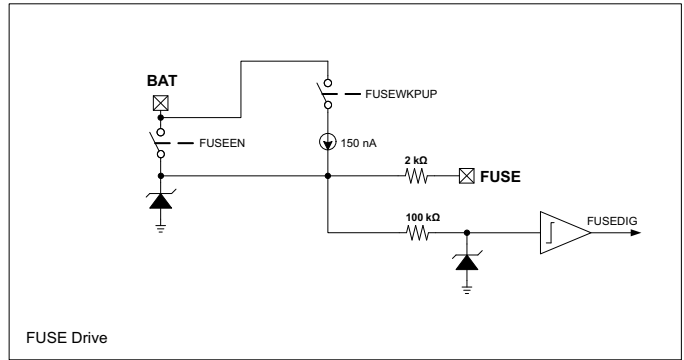 BAT
FUSEWKPUP
FUSEEN
150 nA
2 kΩ
FUSE
100 kΩ
FUSEDIG
FUSE Drive